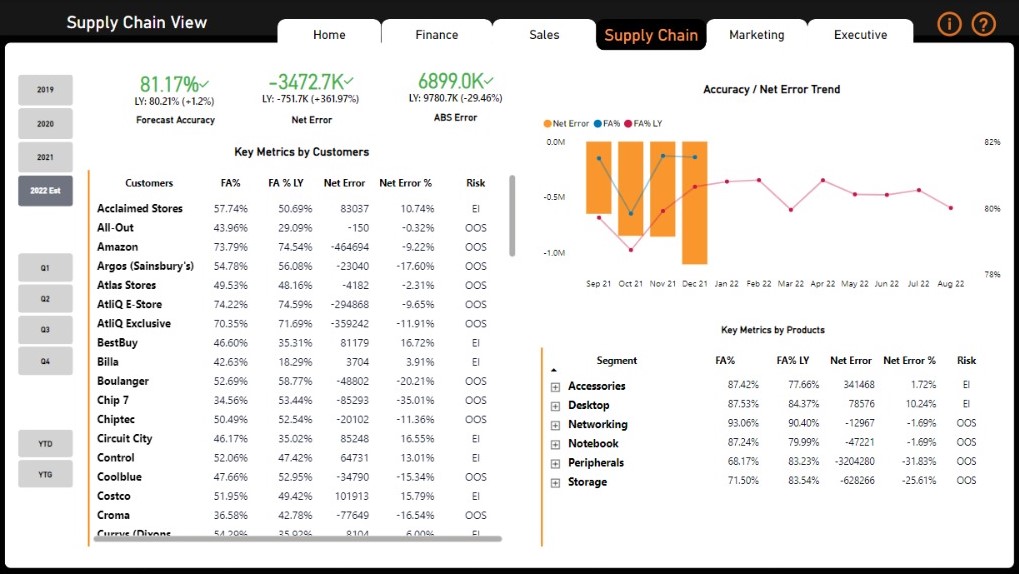 Supply Chain View
Home
Finance
Sales
Supply Chain
Marketing
Executive
i
?
2019
2020
2021
2022 Est
Q1
Q2
Q3
Q4
YTD
YTG
81.17%✓
LY: 80.21% (+1.2%)
Forecast Accuracy
-3472.7K✓
LY: -751.7K (+361.97%)
Net Error
6899.0K✓
LY: 9780.7K (-29.46%)
ABS Error
Key Metrics by Customers
Customers FA% FA % LY Net Error Net Error % Risk
Acclaimed Stores 57.74% 50.69% 83037 10.74% EI
All-Out 43.96% 29.09% -150 -0.32% OOS
Amazon 73.79% 74.54% -464694 -9.22% OOS
Argos (Sainsbury's) 54.78% 56.08% -23040 -17.60% OOS
Atlas Stores 49.53% 48.16% -4182 -2.31% OOS
AtliQ E-Store 74.22% 74.59% -294868 -9.65% OOS
AtliQ Exclusive 70.35% 71.69% -359242 -11.91% OOS
BestBuy 46.60% 35.31% 81179 16.72% EI
Billa 42.63% 18.29% 3704 3.91% EI
Boulanger 52.69% 58.77% -48802 -20.21% OOS
Chip 7 34.56% 53.44% -85293 -35.01% OOS
Chiptec 50.49% 52.54% -20102 -11.36% OOS
Circuit City 46.17% 35.02% 85248 16.55% EI
Control 52.06% 47.42% 64731 13.01% EI
Coolblue 47.66% 52.95% -34790 -15.34% OOS
Costco 51.95% 49.42% 101913 15.79% EI
Croma 36.58% 42.78% -77649 -16.54% OOS
Currys (Dixons 54.29% 35.92% 8104 6.00% EI
Accuracy / Net Error Trend
Net Error FA% FA% LY
0.0M
-0.5M
-1.0M
82%
80%
78%
Sep 21 Oct 21 Nov 21 Dec 21 Jan 22 Feb 22 Mar 22 Apr 22 May 22 Jun 22 Jul 22 Aug 22
Key Metrics by Products
Segment FA% FA% LY Net Error Net Error % Risk
Accessories 87.42% 77.66% 341468 1.72% EI
Desktop 87.53% 84.37% 78576 10.24% EI
Networking 93.06% 90.40% -12967 -1.69% OOS
Notebook 87.24% 79.99% -47221 -1.69% OOS
Peripherals 68.17% 83.23% -3204280 -31.83% OOS
Storage 71.50% 83.54% -628266 -25.61% OOS